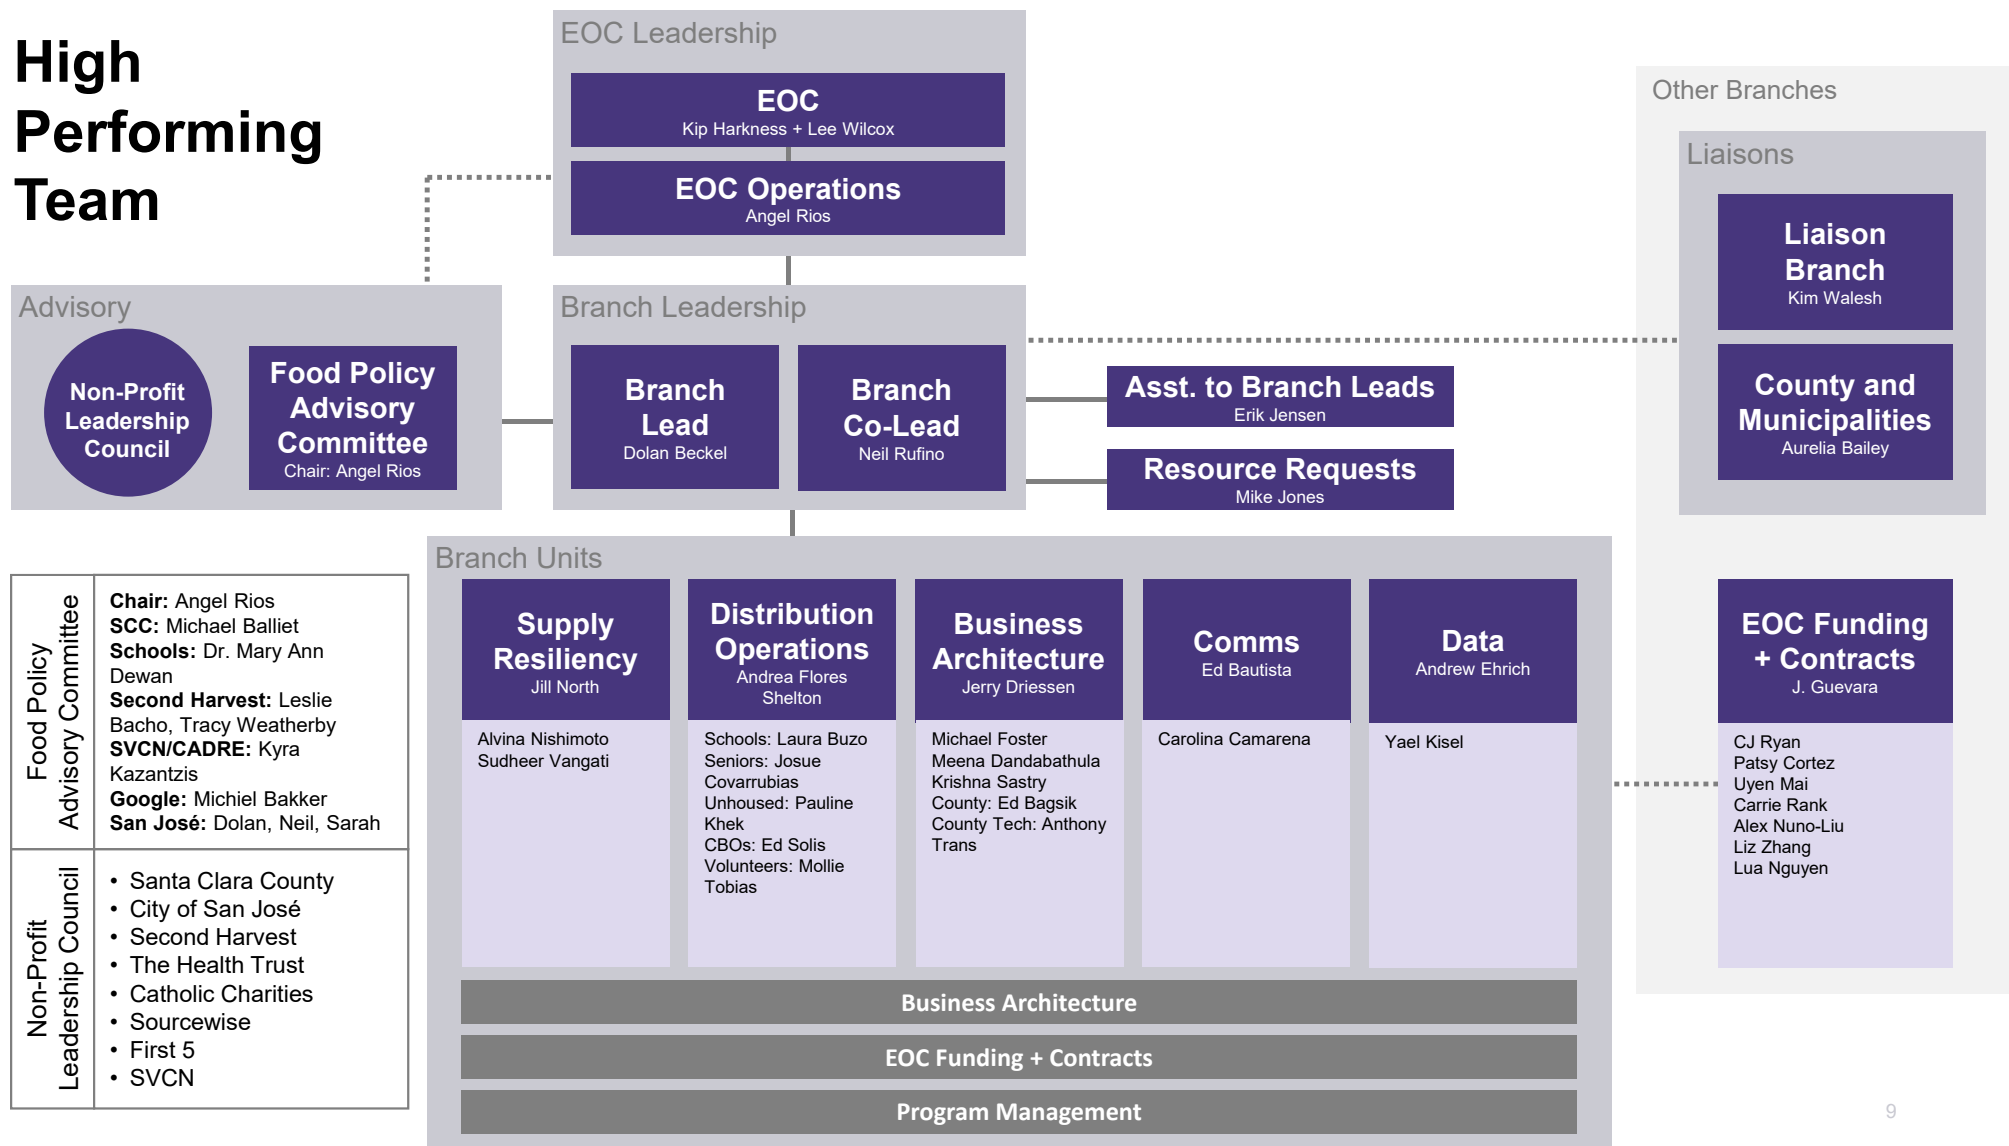 High
Performing
Team
EOC Leadership
EOC
Kip Harkness + Lee Wilcox
EOC Operations
Angel Rios
Other Branches
Liaisons
Liaison
Branch
Kim Walesh
County and
Municipalities
Aurelia Bailey
Advisory
Non-Profit
Leadership
Council
Food Policy
Advisory
Committee
Chair: Angel Rios
Branch Leadership
Branch
Lead
Dolan Beckel
Branch
Co-Lead
Neil Rufino
Asst. to Branch Leads
Erik Jensen
Resource Requests
Mike Jones
Food Policy
Advisory Committee
Chair: Angel Rios
SCC: Michael Balliet
Schools: Dr. Mary Ann
Dewan
Second Harvest: Leslie
Bacho, Tracy Weatherby
SVCN/CADRE: Kyra
Kazantzis
Google: Michiel Bakker
San José: Dolan, Neil, Sarah
Non-Profit
Leadership Council
• Santa Clara County
• City of San José
• Second Harvest
• The Health Trust
• Catholic Charities
• Sourcewise
• First 5
• SVCN
Branch Units
Supply
Resiliency
Jill North
Alvina Nishimoto
Sudheer Vangati
Distribution
Operations
Andrea Flores
Shelton
Schools: Laura Buzo
Seniors: Josue
Covarrubias
Unhoused: Pauline
Khek
CBOs: Ed Solis
Volunteers: Mollie
Tobias
Business
Architecture
Jerry Driessen
Michael Foster
Meena Dandabathula
Krishna Sastry
County: Ed Bagsik
County Tech: Anthony
Trans
Comms
Ed Bautista
Carolina Camarena
Data
Andrew Ehrich
Yael Kisel
EOC Funding
+ Contracts
J. Guevara
CJ Ryan
Patsy Cortez
Uyen Mai
Carrie Rank
Alex Nuno-Liu
Liz Zhang
Lua Nguyen
Business Architecture
EOC Funding + Contracts
Program Management
9